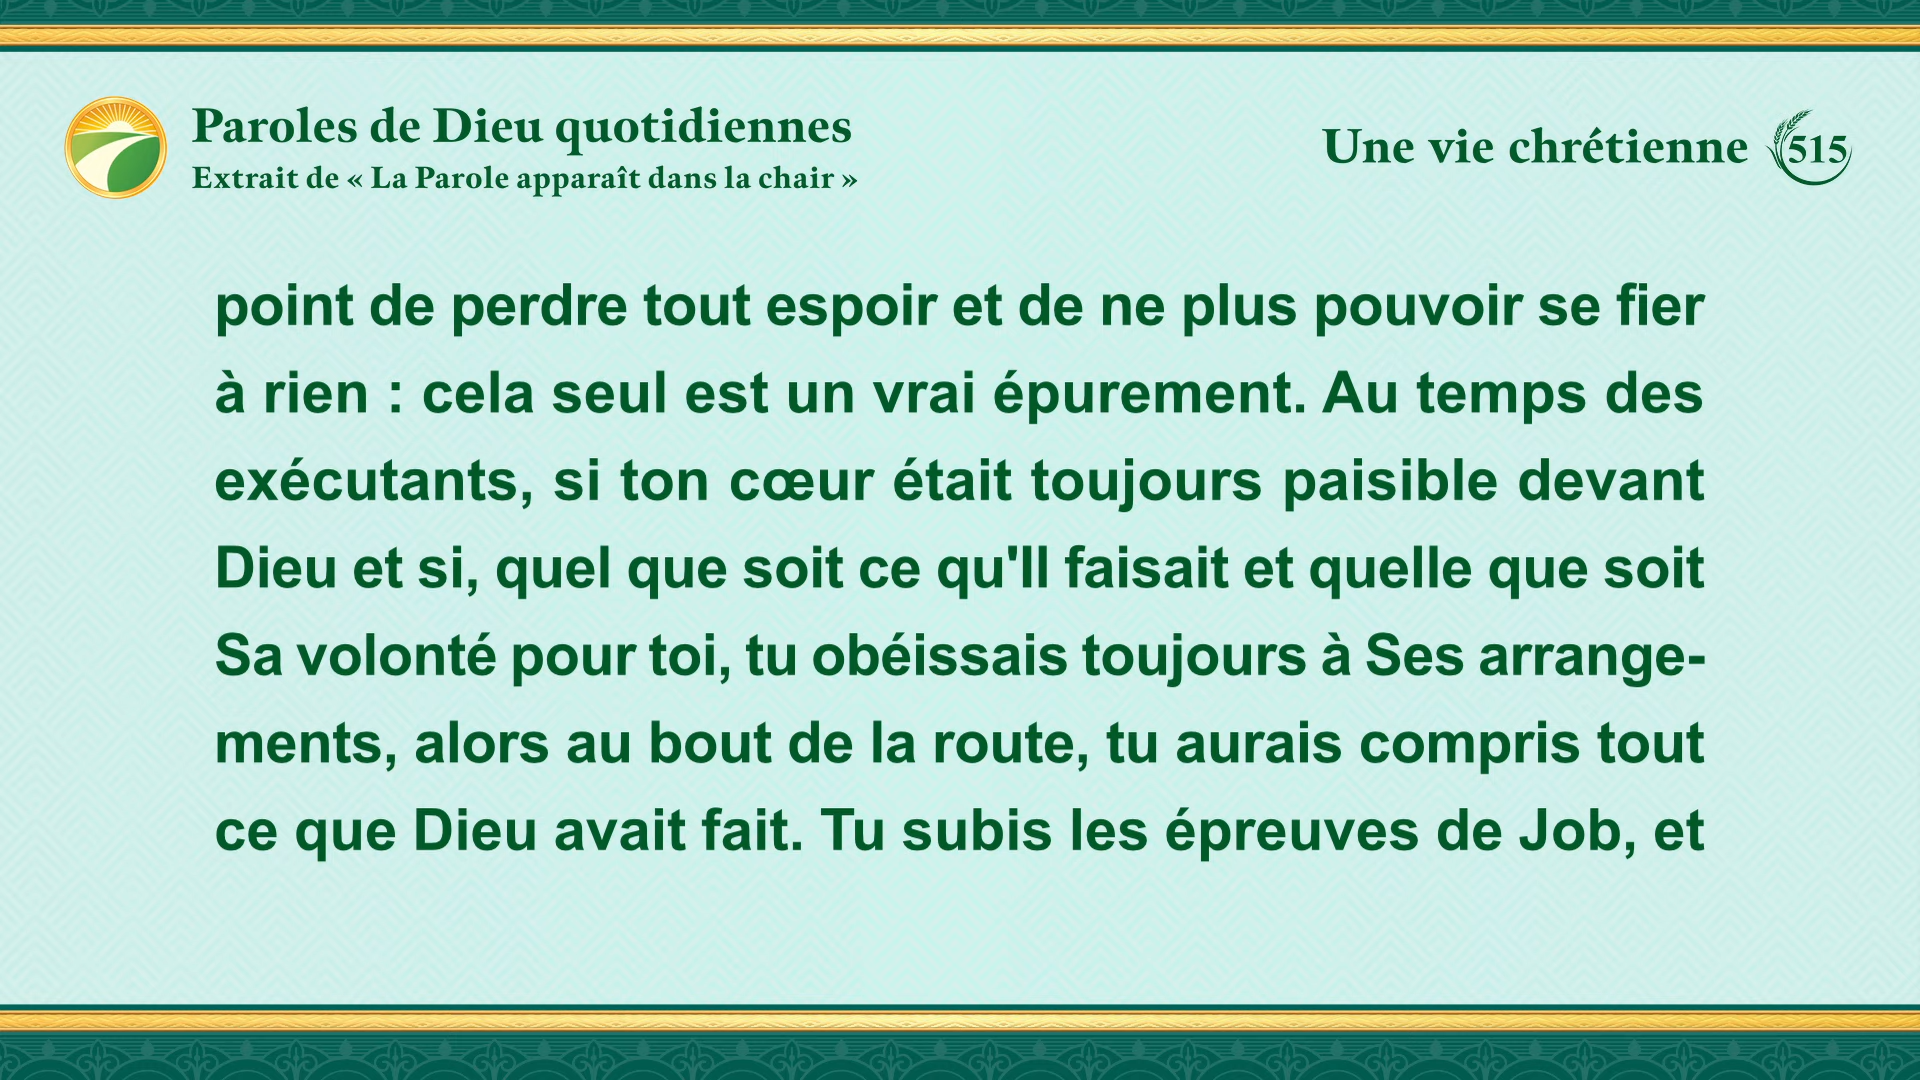 Paroles de Dieu quotidiennes
Extrait de « La Parole apparaît dans la chair »
Une vie chrétienne 515
point de perdre tout espoir et de ne plus pouvoir se fier
à rien : cela seul est un vrai épurement. Au temps des
exécutants, si ton cœur était toujours paisible devant
Dieu et si, quel que soit ce qu'Il faisait et quelle que soit
Sa volonté pour toi, tu obéissais toujours à Ses arrange-
ments, alors au bout de la route, tu aurais compris tout
ce que Dieu avait fait. Tu subis les épreuves de Job, et